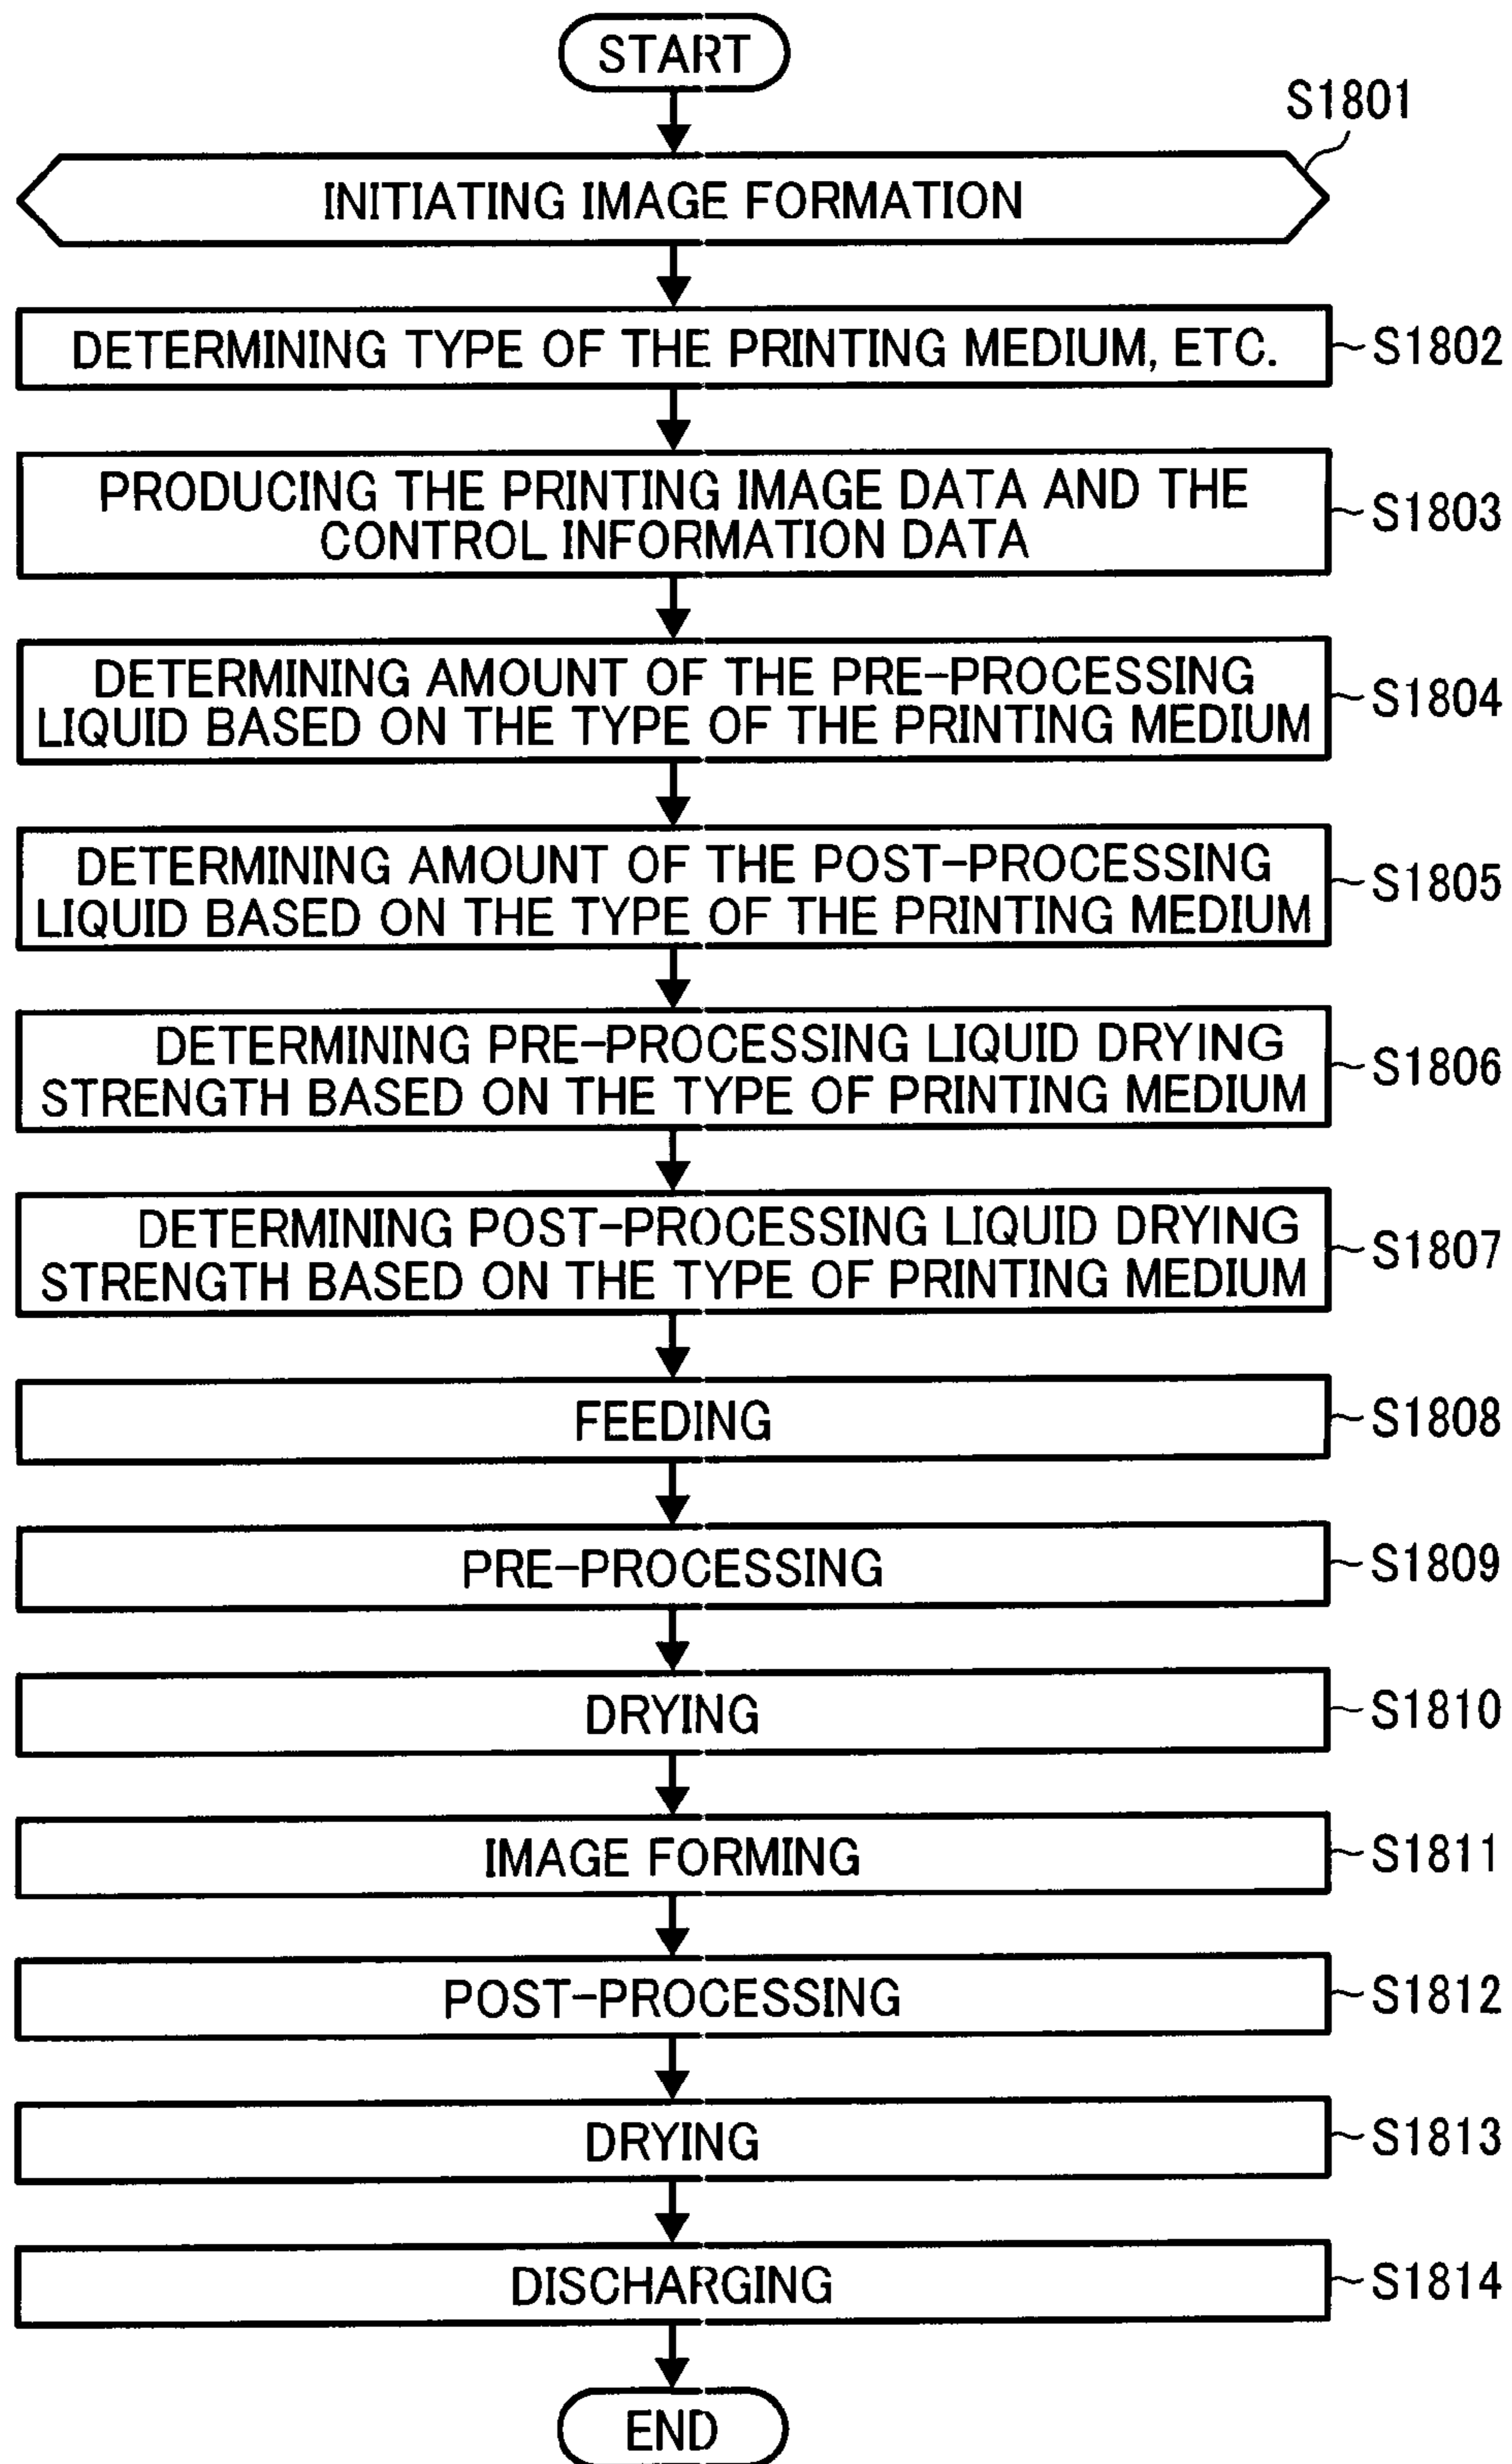 START
S1801
INITIATING IMAGE FORMATION
DETERMINING TYPE OF THE PRINTING MEDIUM, ETC.
S1802
PRODUCING THE PRINTING IMAGE DATA AND THE
CONTROL INFORMATION DATA
S1803
DETERMINING AMOUNT OF THE PRE-PROCESSING
LIQUID BASED ON THE TYPE OF THE PRINTING MEDIUM
S1804
DETERMINING AMOUNT OF THE POST-PROCESSING
LIQUID BASED ON THE TYPE OF THE PRINTING MEDIUM
S1805
DETERMINING PRE-PROCESSING LIQUID DRYING
STRENGTH BASED ON THE TYPE OF PRINTING MEDIUM
S1806
DETERMINING POST-PROCESSING LIQUID DRYING
STRENGTH BASED ON THE TYPE OF PRINTING MEDIUM
S1807
FEEDING
S1808
PRE-PROCESSING
S1809
DRYING
S1810
IMAGE FORMING
S1811
POST-PROCESSING
S1812
DRYING
S1813
DISCHARGING
S1814
END